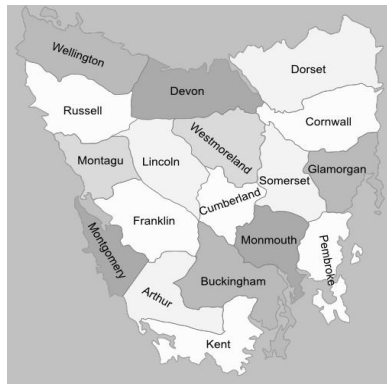 Wellington
Dorset
Devon
Russell
Cornwall
Westmoreland
Montagu
Lincoln
Glamorgan
Somerset
Cumberland
Franklin
Monmouth
Pembroke
Montgomery
Buckingham
Arthur
Kent